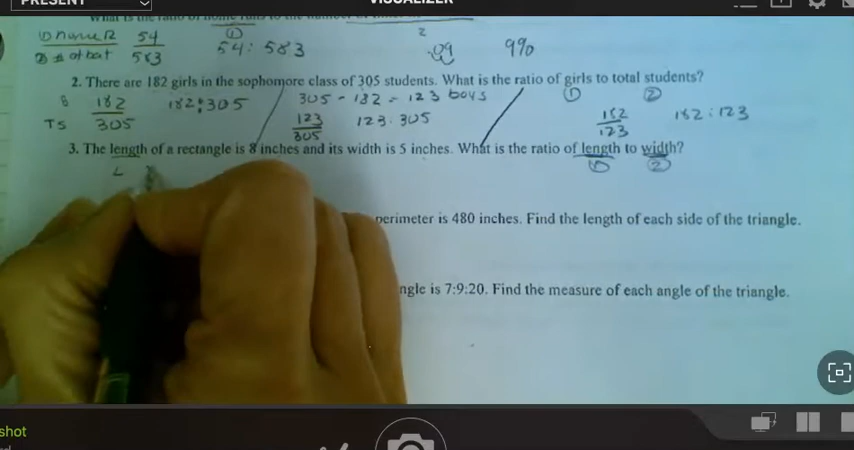 PRESENT VISUALIZER
What is the ratio of home runs to the number of times at bat?
① 2
① HomeR 54 54 : 583 .09 9%
② # of bat 583
2. There are 182 girls in the sophomore class of 305 students. What is the ratio of girls to total students?
① ②
G 182 182:305 305 - 182 = 123 boys 182 182 : 123
TS 305 123 123 . 305 123
305
3. The length of a rectangle is 8 inches and its width is 5 inches. What is the ratio of length to width?
L ① ②
perimeter is 480 inches. Find the length of each side of the triangle.
ngle is 7:9:20. Find the measure of each angle of the triangle.
shot